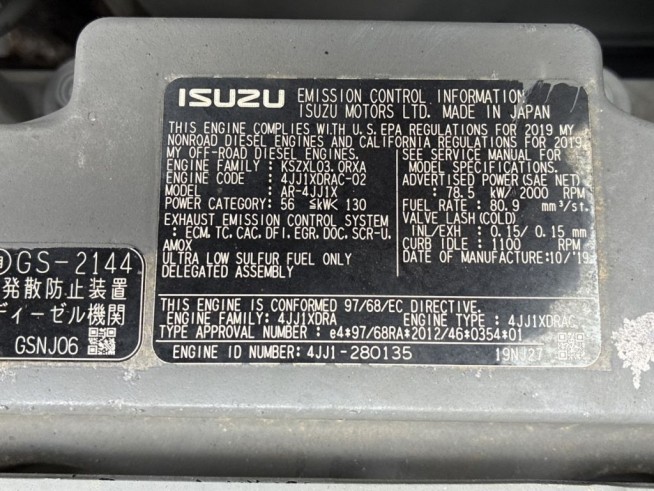 ISUZU EMISSION CONTROL INFORMATION
ISUZU MOTORS LTD. MADE IN JAPAN
THIS ENGINE COMPLIES WITH U.S. EPA REGULATIONS FOR 2019 MY
NONROAD DIESEL ENGINES AND CALIFORNIA REGULATIONS FOR 2019
MY OFF-ROAD DIESEL ENGINES.
ENGINE FAMILY : KSZXL03.0RXA
ENGINE CODE : 4JJ1XDRAC-02
MODEL : AR-4JJ1X
POWER CATEGORY: 56 ≤kW< 130
EXHAUST EMISSION CONTROL SYSTEM
: ECM, TC, CAC, DFI, EGR, DOC, SCR-U,
AMOX
ULTRA LOW SULFUR FUEL ONLY
DELEGATED ASSEMBLY
SEE SERVICE MANUAL FOR
MODEL SPECIFICATIONS.
ADVERTISED POWER(SAE NET)
: 78.5 kW/ 2000 RPM
FUEL RATE: 80.9 mm³/st.
VALVE LASH(COLD)
IN/EXH : 0.15/ 0.15 mm
CURB IDLE : 1100 RPM
DATE OF MANUFACTURE:10/'19
THIS ENGINE IS CONFORMED 97/68/EC DIRECTIVE
ENGINE FAMILY: 4JJ1XDRA ENGINE TYPE: 4JJ1XDRAC
TYPE APPROVAL NUMBER : e4*97/68RA*2012/46*0354*01
ENGINE ID NUMBER: 4JJ1-280135 19NJ27
GS-2144
発散防止装置
ディーゼル機関
GSNJ06